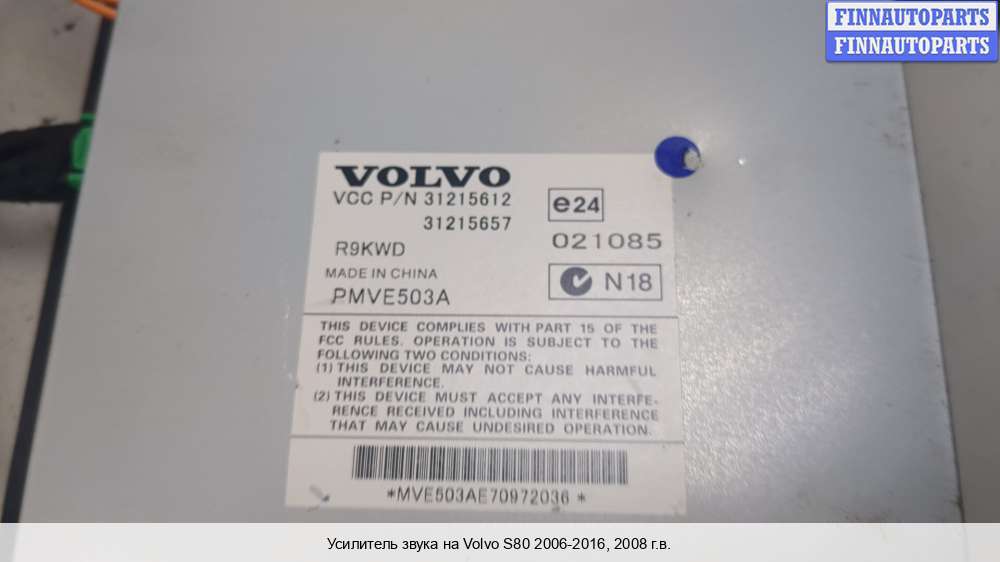 FINNAUTOPARTS
FINNAUTOPARTS
VOLVO
VCC P/N 31215612
31215657
e24
R9KWD
021085
MADE IN CHINA
N18
PMVE503A
THIS DEVICE COMPLIES WITH PART 15 OF THE
FCC RULES. OPERATION IS SUBJECT TO THE
FOLLOWING TWO CONDITIONS:
(1) THIS DEVICE MAY NOT CAUSE HARMFUL
INTERFERENCE.
(2) THIS DEVICE MUST ACCEPT ANY INTERFE-
RENCE RECEIVED INCLUDING INTERFERENCE
THAT MAY CAUSE UNDESIRED OPERATION.
*MVE503AE70972036*
Усилитель звука на Volvo S80 2006-2016, 2008 г.в.